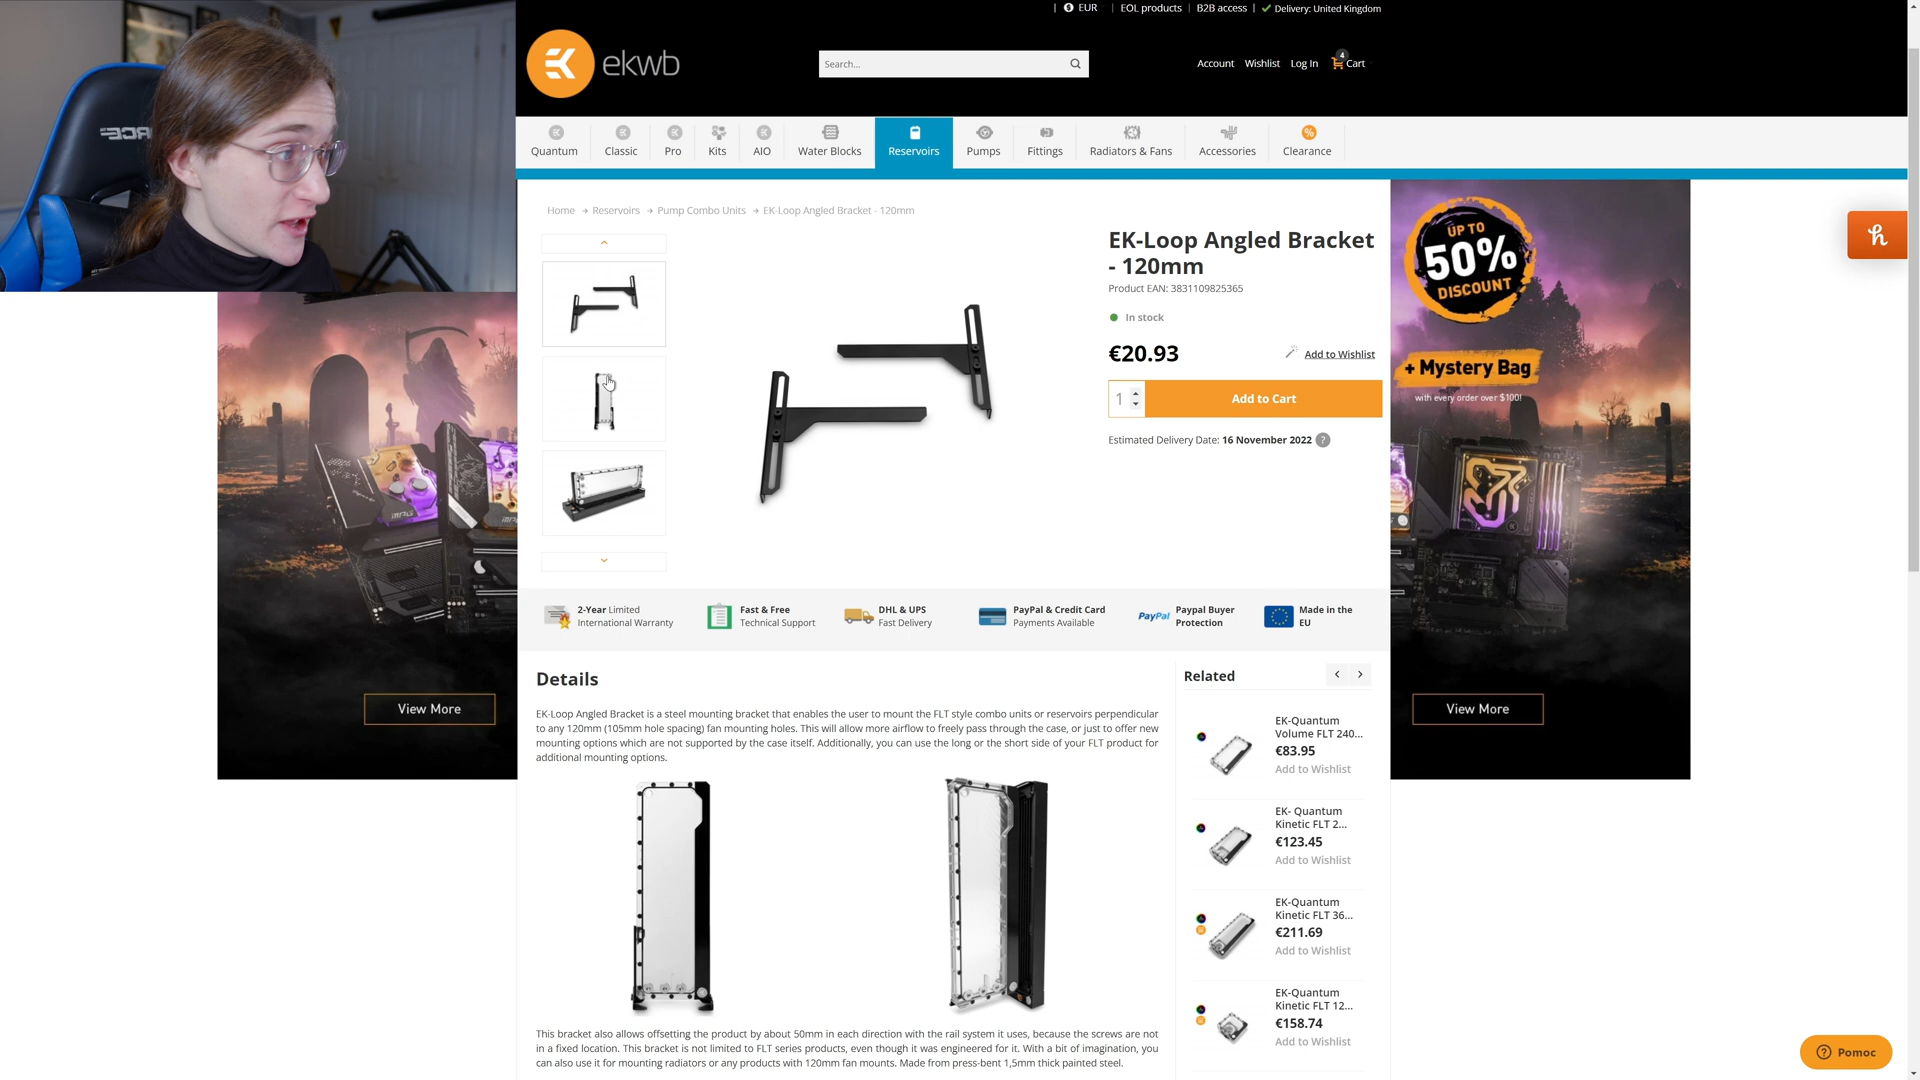 EUR
EOL products
B2B access
Delivery: United Kingdom
ekwb
Search...
Account
Wishlist
Log In
4
Cart
Quantum
Classic
Pro
Kits
AIO
Water Blocks
Reservoirs
Pumps
Fittings
Radiators & Fans
Accessories
%
Clearance
Home
Reservoirs
Pump Combo Units
EK-Loop Angled Bracket - 120mm
EK-Loop Angled Bracket
- 120mm
Product EAN: 3831109825365
In stock
€20.93
Add to Wishlist
1
Add to Cart
Estimated Delivery Date: 16 November 2022 ?
UP TO
50%
DISCOUNT
+ Mystery Bag
with every order over $100!
View More
View More
2-Year Limited
International Warranty
Fast & Free
Technical Support
DHL & UPS
Fast Delivery
PayPal & Credit Card
Payments Available
PayPal
Paypal Buyer
Protection
Made in the
EU
Details
EK-Loop Angled Bracket is a steel mounting bracket that enables the user to mount the FLT style combo units or reservoirs perpendicular
to any 120mm (105mm hole spacing) fan mounting holes. This will allow more airflow to freely pass through the case, or just to offer new
mounting options which are not supported by the case itself. Additionally, you can use the long or the short side of your FLT product for
additional mounting options.
This bracket also allows offsetting the product by about 50mm in each direction with the rail system it uses, because the screws are not
in a fixed location. This bracket is not limited to FLT series products, even though it was engineered for it. With a bit of imagination, you
can also use it for mounting radiators or any products with 120mm fan mounts. Made from press-bent 1,5mm thick painted steel.
Related
EK-Quantum
Volume FLT 240...
€83.95
Add to Wishlist
EK- Quantum
Kinetic FLT 2...
€123.45
Add to Wishlist
EK-Quantum
Kinetic FLT 36...
€211.69
Add to Wishlist
EK-Quantum
Kinetic FLT 12...
€158.74
Add to Wishlist
? Pomoc